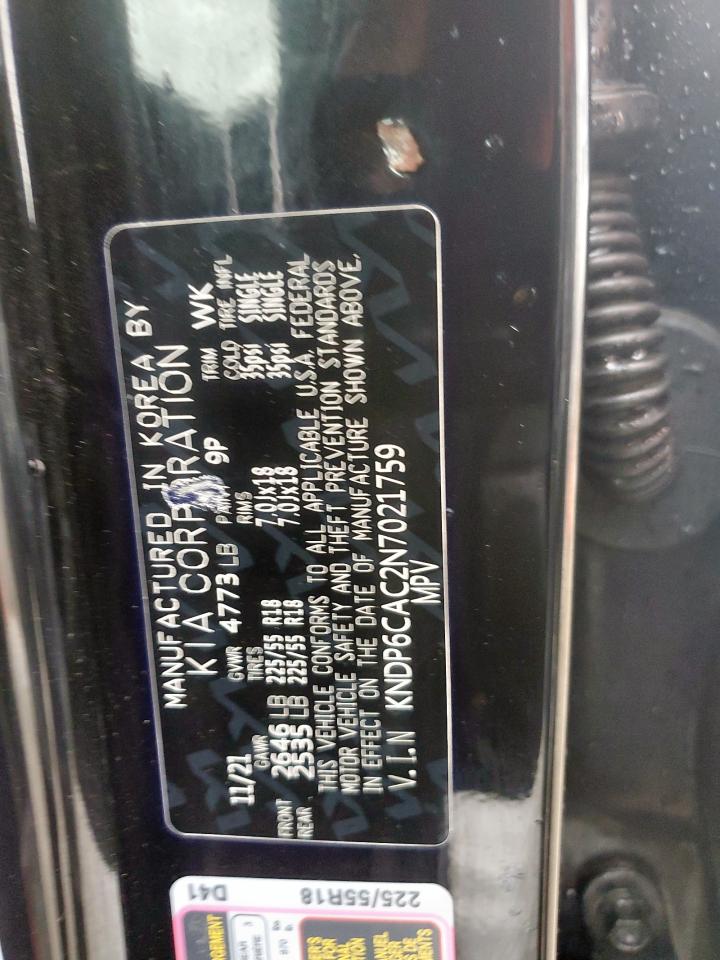 MANUFACTURED IN KOREA BY
KIA CORPORATION
11/21 GVWR 4773 LB PAINT 9P TRIM WK
GAWR TIRES RIMS COLD TIRE INFL
FRONT 2646 LB 225/55 R18 7.0Jx18 35psi SINGLE
REAR 2535 LB 225/55 R18 7.0Jx18 35psi SINGLE
THIS VEHICLE CONFORMS TO ALL APPLICABLE U.S.A. FEDERAL
MOTOR VEHICLE SAFETY AND THEFT PREVENTION STANDARDS
IN EFFECT ON THE DATE OF MANUFACTURE SHOWN ABOVE.
V.I.N KNDP6CAC2N7021759
MPV
D41
225/55R18